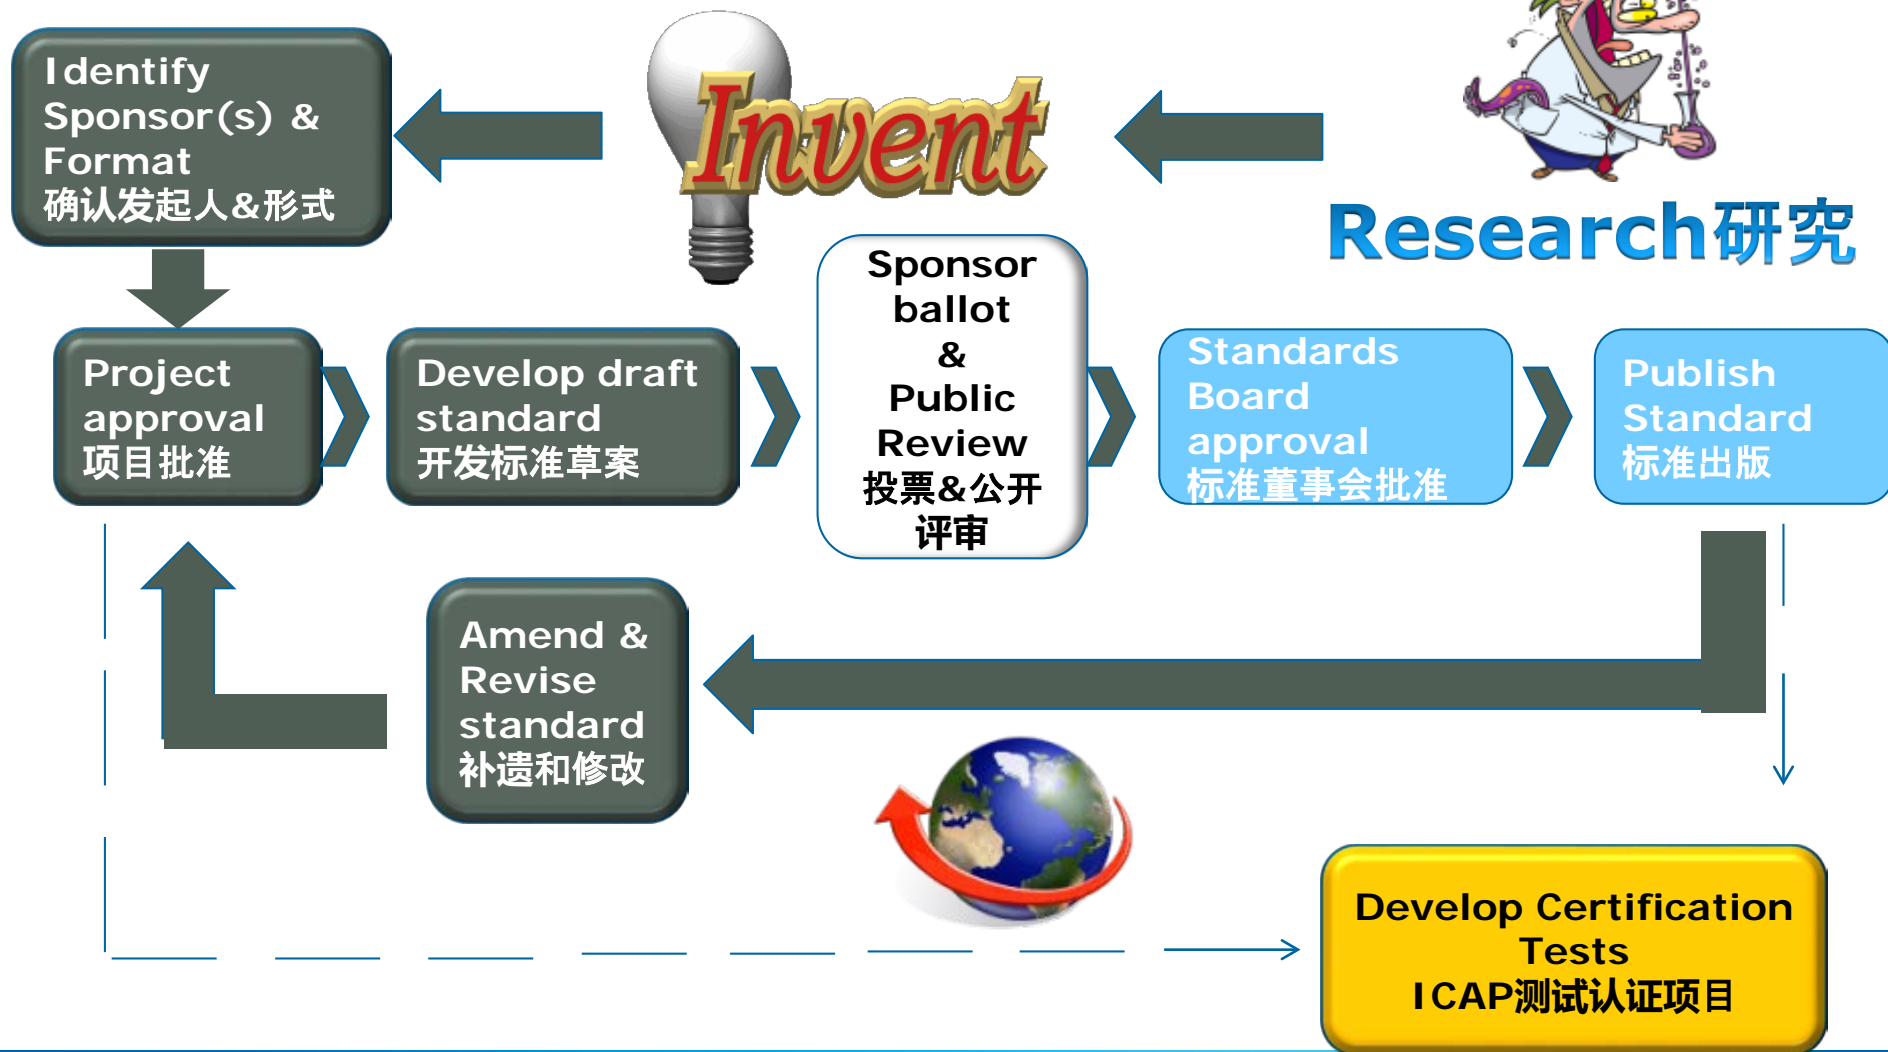 Identify
Sponsor(s) &
Format
确认发起人&形式
Invent
Research研究
Project
approval
项目批准
Develop draft
standard
开发标准草案
Sponsor
ballot
&
Public
Review
投票&公开
评审
Standards
Board
approval
标准董事会批准
Publish
Standard
标准出版
Amend &
Revise
standard
补遗和修改
Develop Certification
Tests
ICAP测试认证项目